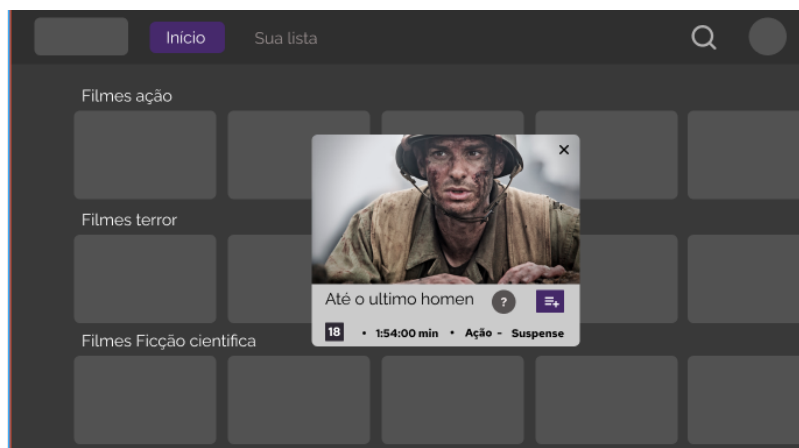 Início Sua lista
Filmes ação
Filmes terror
Até o ultimo homen ?
18 • 1:54:00 min • Ação - Suspense
Filmes Ficção cientifica